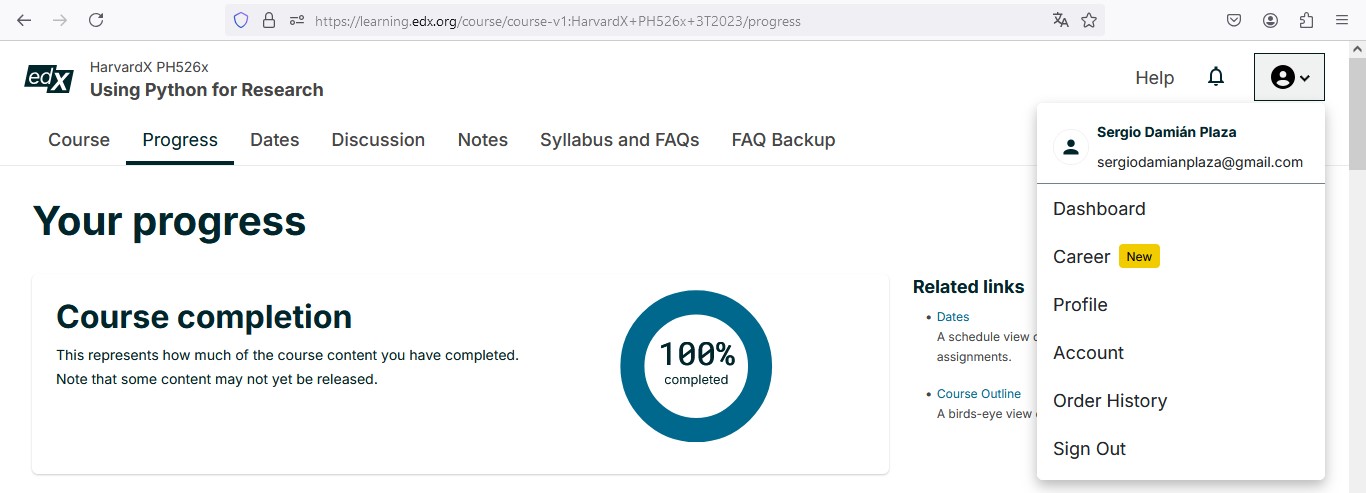 https://learning.edx.org/course/course-v1:HarvardX+PH526x+3T2023/progress
edX
HarvardX PH526x
Using Python for Research
Help
Course Progress Dates Discussion Notes Syllabus and FAQs FAQ Backup
Sergio Damián Plaza
sergiodamianplaza@gmail.com
Dashboard
Career New
Profile
Account
Order History
Sign Out
Your progress
Course completion
This represents how much of the course content you have completed.
Note that some content may not yet be released.
100%
completed
Related links
• Dates
A schedule view
assignments.
• Course Outline
A birds-eye view